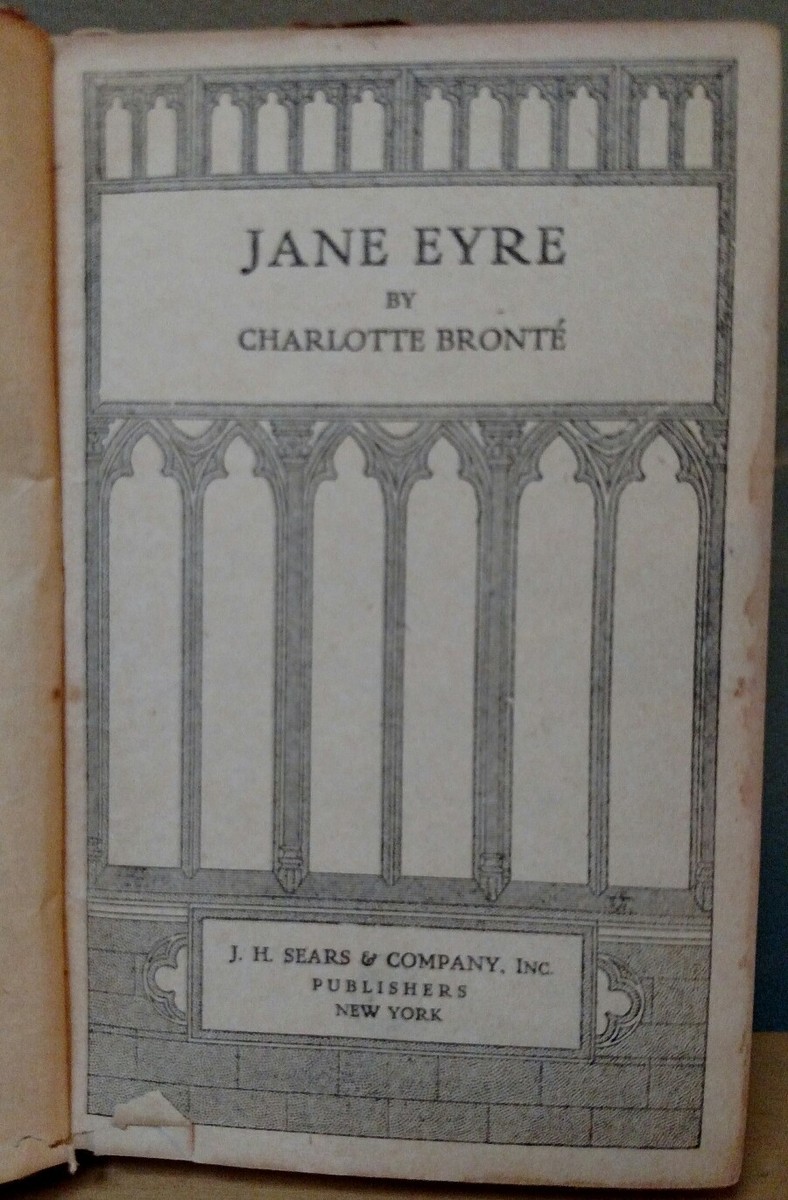 JANE EYRE
BY
CHARLOTTE BRONTÉ
J. H. SEARS & COMPANY, INC.
PUBLISHERS
NEW YORK